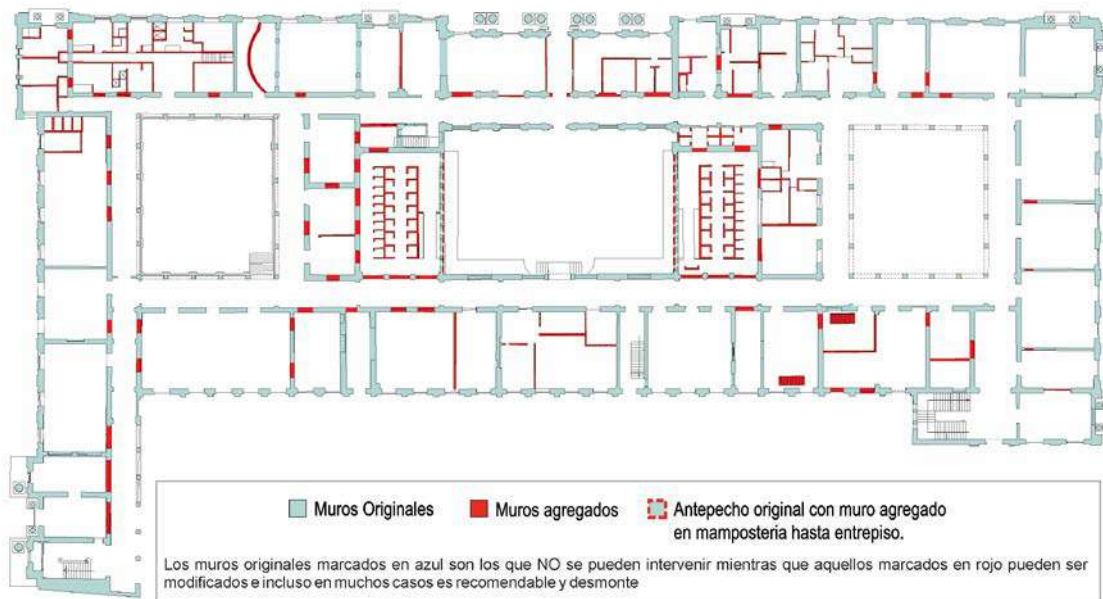 Muros Originales
Muros agregados
Antepecho original con muro agregado
en mampostería hasta entrepiso.
Los muros originales marcados en azul son los que NO se pueden intervenir mientras que aquellos marcados en rojo pueden ser
modificados e incluso en muchos casos es recomendable y desmonte